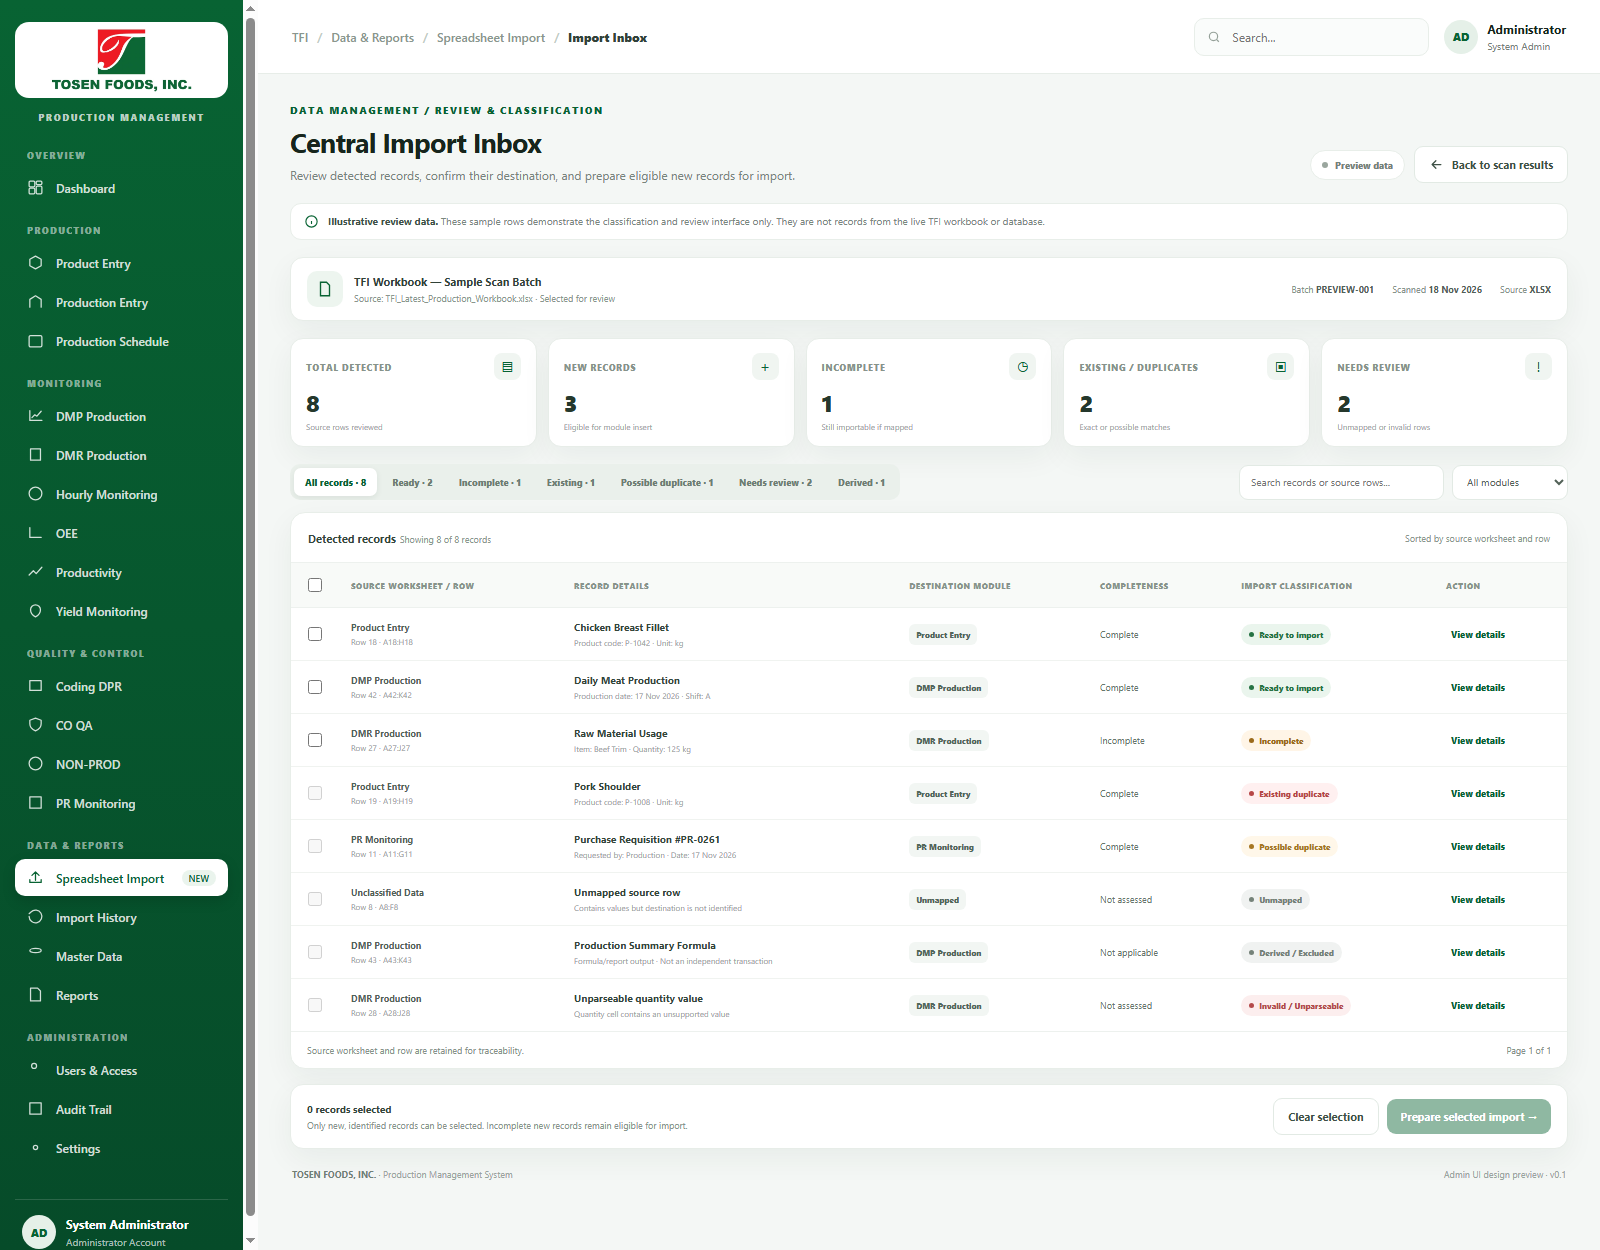 TOSEN FOODS, INC.
PRODUCTION MANAGEMENT
OVERVIEW
Dashboard
PRODUCTION
Product Entry
Production Entry
Production Schedule
MONITORING
DMP Production
DMR Production
Hourly Monitoring
OEE
Productivity
Yield Monitoring
QUALITY & CONTROL
Coding DPR
CO QA
NON-PROD
PR Monitoring
DATA & REPORTS
Spreadsheet Import NEW
Import History
Master Data
Reports
ADMINISTRATION
Users & Access
Audit Trail
Settings
AD System Administrator
Administrator Account
TFI / Data & Reports / Spreadsheet Import / Import Inbox
Search...
AD Administrator
System Admin
DATA MANAGEMENT / REVIEW & CLASSIFICATION
Central Import Inbox
Review detected records, confirm their destination, and prepare eligible new records for import.
Preview data
← Back to scan results
Illustrative review data. These sample rows demonstrate the classification and review interface only. They are not records from the live TFI workbook or database.
TFI Workbook — Sample Scan Batch
Source: TFI_Latest_Production_Workbook.xlsx · Selected for review
Batch PREVIEW-001 Scanned 18 Nov 2026 Source XLSX
TOTAL DETECTED
8
Source rows reviewed
NEW RECORDS
+
3
Eligible for module insert
INCOMPLETE
1
Still importable if mapped
EXISTING / DUPLICATES
2
Exact or possible matches
NEEDS REVIEW
!
2
Unmapped or invalid rows
All records · 8 Ready · 2 Incomplete · 1 Existing · 1 Possible duplicate · 1 Needs review · 2 Derived · 1
Search records or source rows...
All modules
Detected records Showing 8 of 8 records
Sorted by source worksheet and row
SOURCE WORKSHEET / ROW RECORD DETAILS DESTINATION MODULE COMPLETENESS IMPORT CLASSIFICATION ACTION
Product Entry Chicken Breast Fillet Product Entry Complete Ready to import View details
Row 18 · A18:H18 Product code: P-1042 · Unit: kg
DMP Production Daily Meat Production DMP Production Complete Ready to import View details
Row 42 · A42:K42 Production date: 17 Nov 2026 · Shift: A
DMR Production Raw Material Usage DMR Production Incomplete Incomplete View details
Row 27 · A27:J27 Item: Beef Trim · Quantity: 125 kg
Product Entry Pork Shoulder Product Entry Complete Existing duplicate View details
Row 19 · A19:H19 Product code: P-1008 · Unit: kg
PR Monitoring Purchase Requisition #PR-0261 PR Monitoring Complete Possible duplicate View details
Row 11 · A11:G11 Requested by: Production · Date: 17 Nov 2026
Unclassified Data Unmapped source row Unmapped Not assessed Unmapped View details
Row 8 · A8:F8 Contains values but destination is not identified
DMP Production Production Summary Formula DMP Production Not applicable Derived / Excluded View details
Row 43 · A43:K43 Formula/report output · Not an independent transaction
DMR Production Unparseable quantity value DMR Production Not assessed Invalid / Unparseable View details
Row 28 · A28:J28 Quantity cell contains an unsupported value
Source worksheet and row are retained for traceability.
Page 1 of 1
0 records selected
Only new, identified records can be selected. Incomplete new records remain eligible for import.
Clear selection
Prepare selected import →
TOSEN FOODS, INC. · Production Management System
Admin UI design preview · v0.1